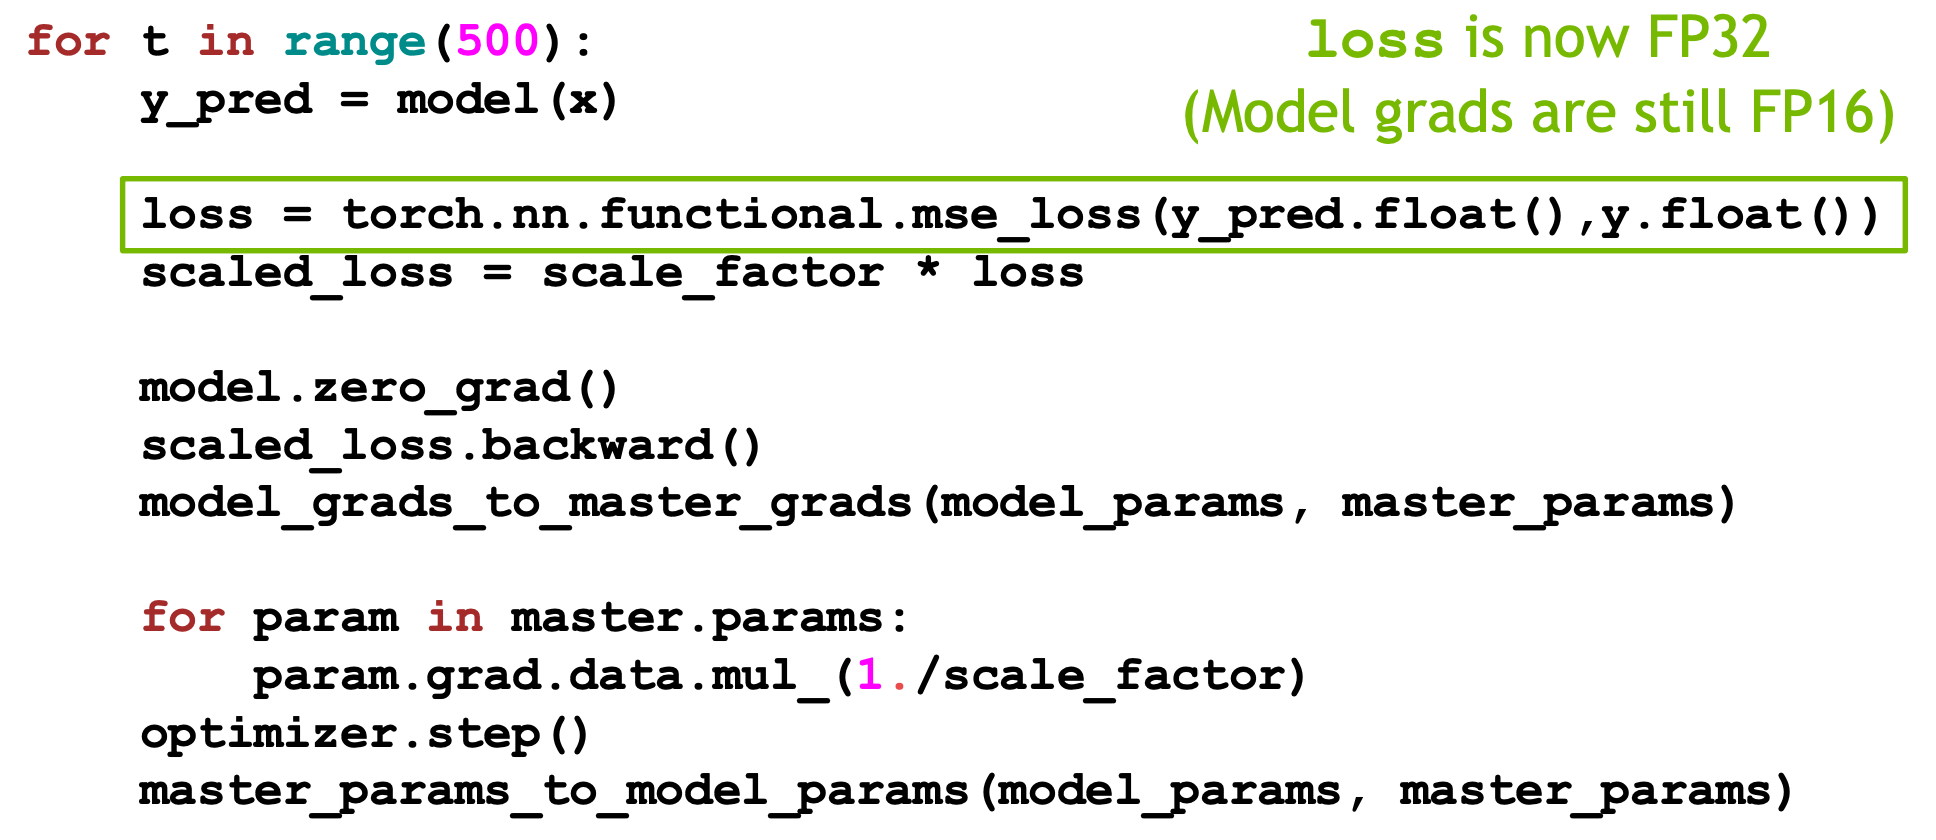 for t in range(500):
loss is now FP32
y_pred = model(x)
(Model grads are still FP16)
loss = torch.nn.functional.mse_loss(y_pred.float(),y.float())
scaled_loss = scale_factor * loss
model.zero_grad()
scaled_loss.backward()
model_grads_to_master_grads(model_params, master_params)
for param in master.params:
param.grad.data.mul_(1./scale_factor)
optimizer.step()
master_params_to_model_params(model_params, master_params)